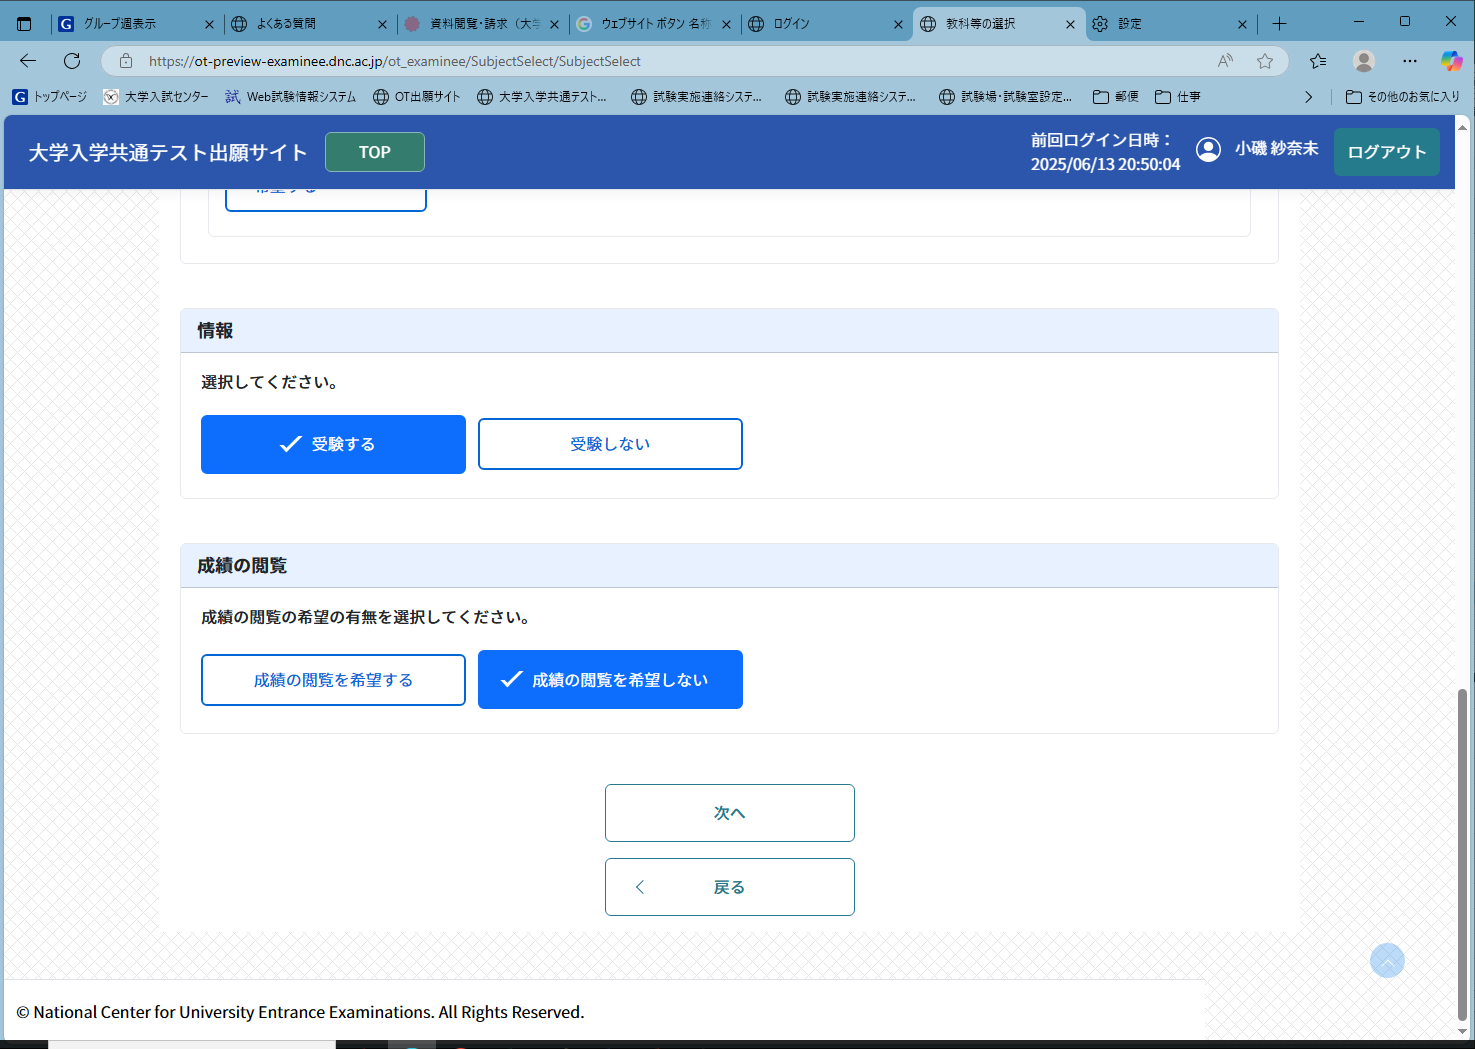 グループ週表示
よくある質問
資料閲覧・請求（大学
ウェブサイト ボタン 名称
ログイン
教科等の選択
設定
https://ot-preview-examinee.dnc.ac.jp/ot_examinee/SubjectSelect/SubjectSelect
トップページ
大学入試センター
試 Web試験情報システム
OT出願サイト
大学入学共通テスト...
試験実施連絡システ...
試験実施連絡システ...
試験場・試験室設定...
郵便
仕事
その他のお気に入り
大学入学共通テスト出願サイト
TOP
前回ログイン日時：
2025/06/13 20:50:04
小磯 紗奈未
ログアウト
希望する
情報
選択してください。
受験する
受験しない
成績の閲覧
成績の閲覧の希望の有無を選択してください。
成績の閲覧を希望する
成績の閲覧を希望しない
次へ
戻る
© National Center for University Entrance Examinations. All Rights Reserved.